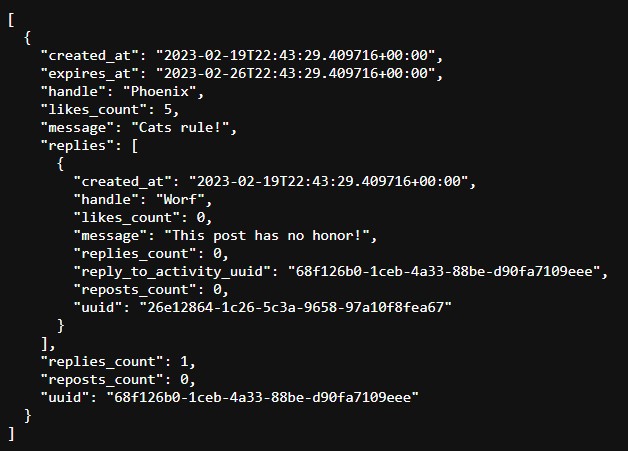 [
  {
    "created_at": "2023-02-19T22:43:29.409716+00:00",
    "expires_at": "2023-02-26T22:43:29.409716+00:00",
    "handle": "Phoenix",
    "likes_count": 5,
    "message": "Cats rule!",
    "replies": [
      {
        "created_at": "2023-02-19T22:43:29.409716+00:00",
        "handle": "Worf",
        "likes_count": 0,
        "message": "This post has no honor!",
        "replies_count": 0,
        "reply_to_activity_uuid": "68f126b0-1ceb-4a33-88be-d90fa7109eee",
        "reposts_count": 0,
        "uuid": "26e12864-1c26-5c3a-9658-97a10f8fea67"
      }
    ],
    "replies_count": 1,
    "reposts_count": 0,
    "uuid": "68f126b0-1ceb-4a33-88be-d90fa7109eee"
  }
]